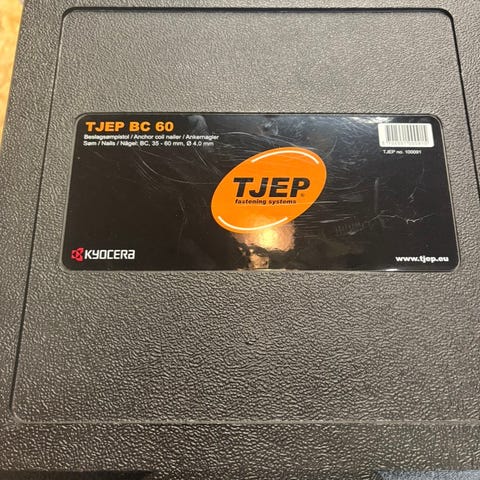 TJEP BC 60
Beslagsømpistol / Anchor coil nailer / Ankernagler
Søm / Nails / Nägel: BC, 35 - 60 mm, Ø 4,0 mm
TJEP no. 100091
TJEP
fastening systems
KYOCERA
www.tjep.eu